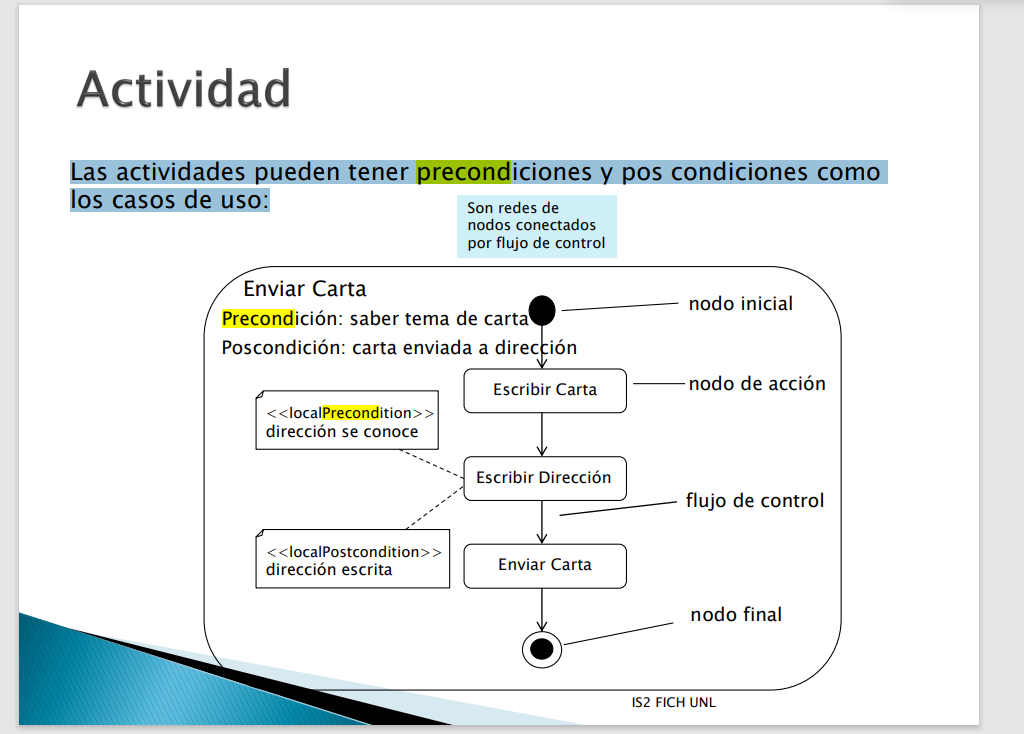 Actividad
Las actividades pueden tener precondiciones y pos condiciones como
los casos de uso:
Son redes de
nodos conectados
por flujo de control
Enviar Carta
Precondición: saber tema de carta
Poscondición: carta enviada a dirección
nodo inicial
Escribir Carta
nodo de acción
<<localPrecondition>>
dirección se conoce
Escribir Dirección
flujo de control
<<localPostcondition>>
dirección escrita
Enviar Carta
nodo final
IS2 FICH UNL